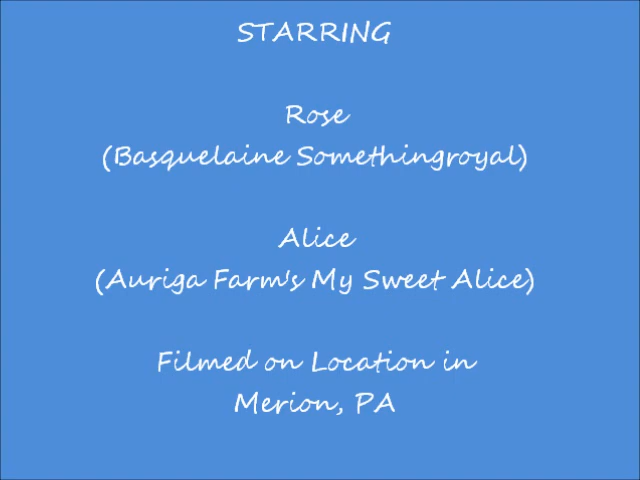 STARRING
Rose
(Basquelaine Somethingroyal)
Alice
(Auriga Farm's My Sweet Alice)
Filmed on Location in
Merion, PA